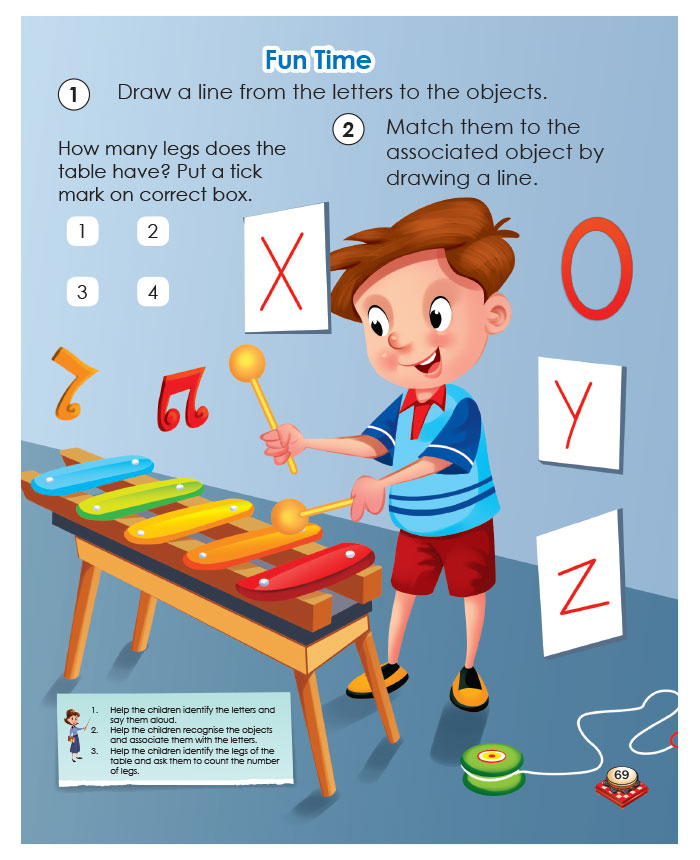 Fun Time
1 Draw a line from the letters to the objects.
2 Match them to the
associated object by
drawing a line.
How many legs does the
table have? Put a tick
mark on correct box.
1 2
3 4
X
Y
Z
1. Help the children identify the letters and
say them aloud.
2. Help the children recognise the objects
and associate them with the letters.
3. Help the children identify the legs of the
table and ask them to count the number
of legs.
69